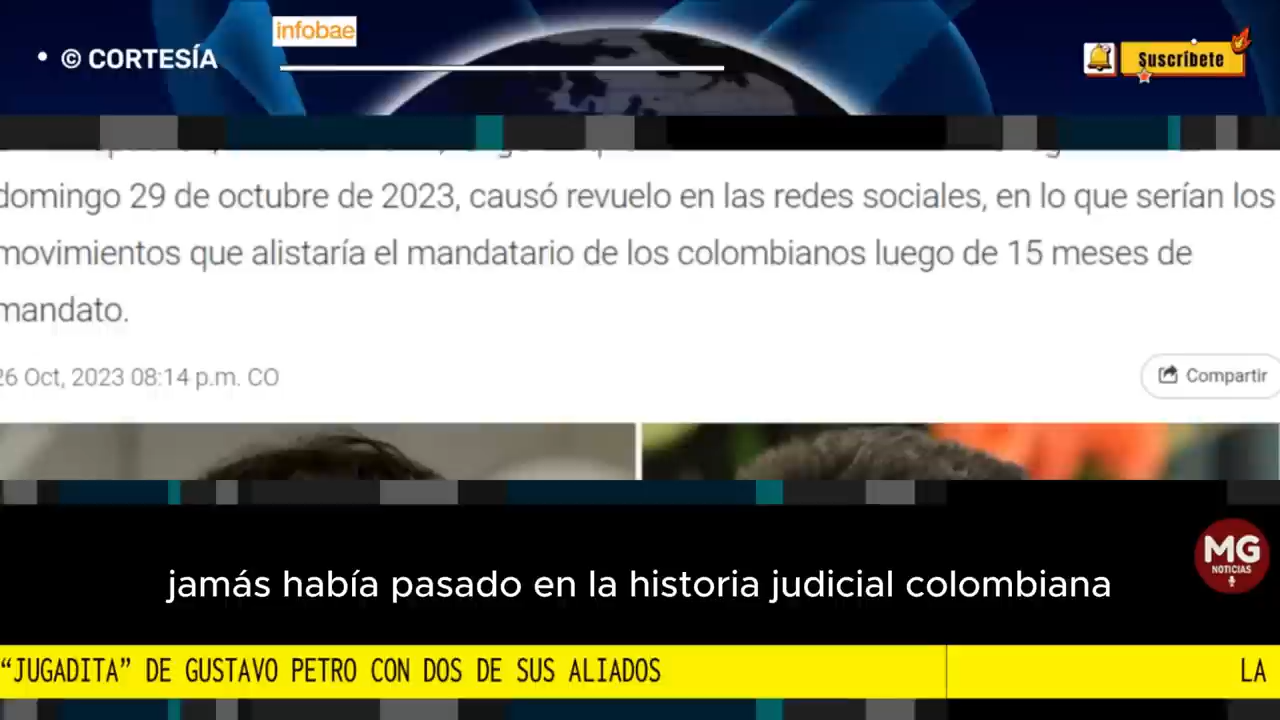 infobae
• © CORTESÍA
Suscríbete
domingo 29 de octubre de 2023, causó revuelo en las redes sociales, en lo que serían los
movimientos que alistaría el mandatario de los colombianos luego de 15 meses de
mandato.
26 Oct, 2023 08:14 p.m. CO
Compartir
MG
NOTICIAS
jamás había pasado en la historia judicial colombiana
“JUGADITA” DE GUSTAVO PETRO CON DOS DE SUS ALIADOS
LA